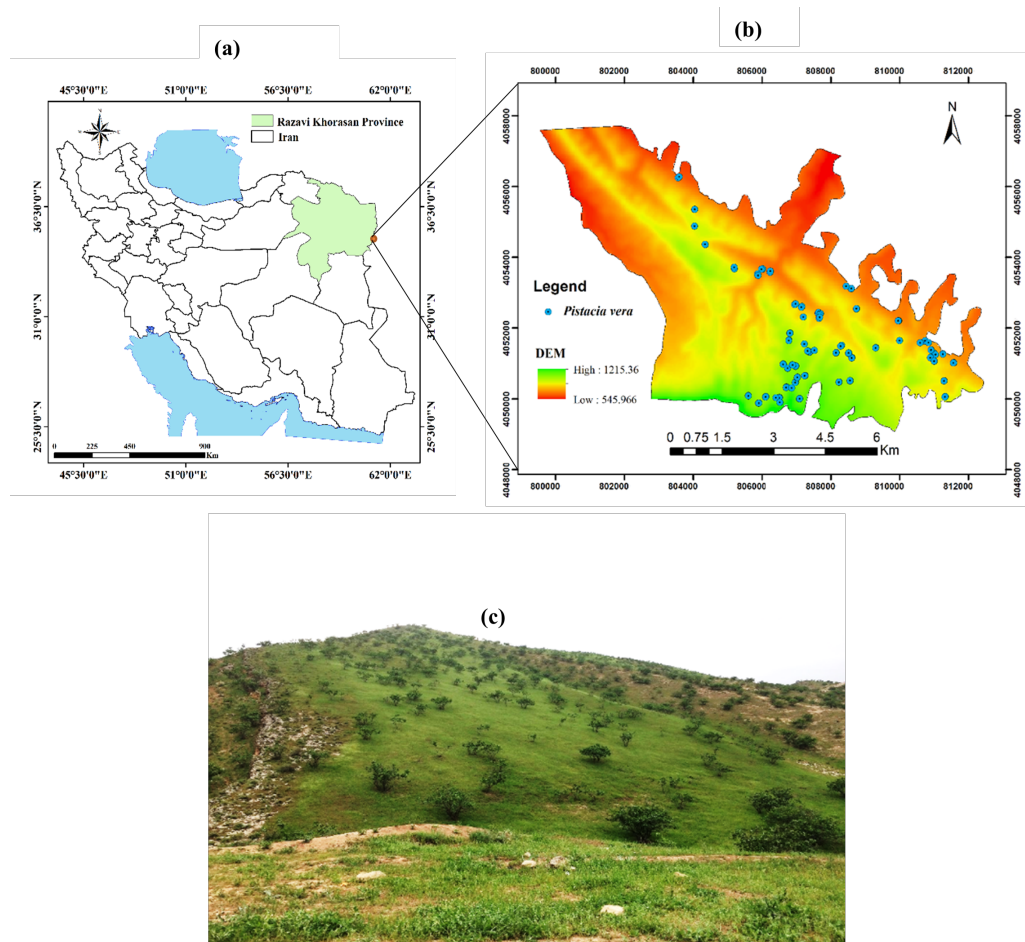 (a)
45°30'0"E 51°0'0"E 56°30'0"E 62°0'0"E
N
Razavi Khorasan Province
Iran
36°30'0"N 36°30'0"N
31°0'0"N 31°0'0"N
25°30'0"N 25°30'0"N
0 225 450 900
Km
45°30'0"E 51°0'0"E 56°30'0"E 62°0'0"E
(b)
800000 802000 804000 806000 808000 810000 812000
N
4058000 4058000
4056000 4056000
4054000 4054000
4052000 4052000
4050000 4050000
4048000 4048000
Legend
Pistacia vera
DEM
High : 1215.36
Low : 545.966
0 0.75 1.5 3 4.5 6
Km
800000 802000 804000 806000 808000 810000 812000
(c)